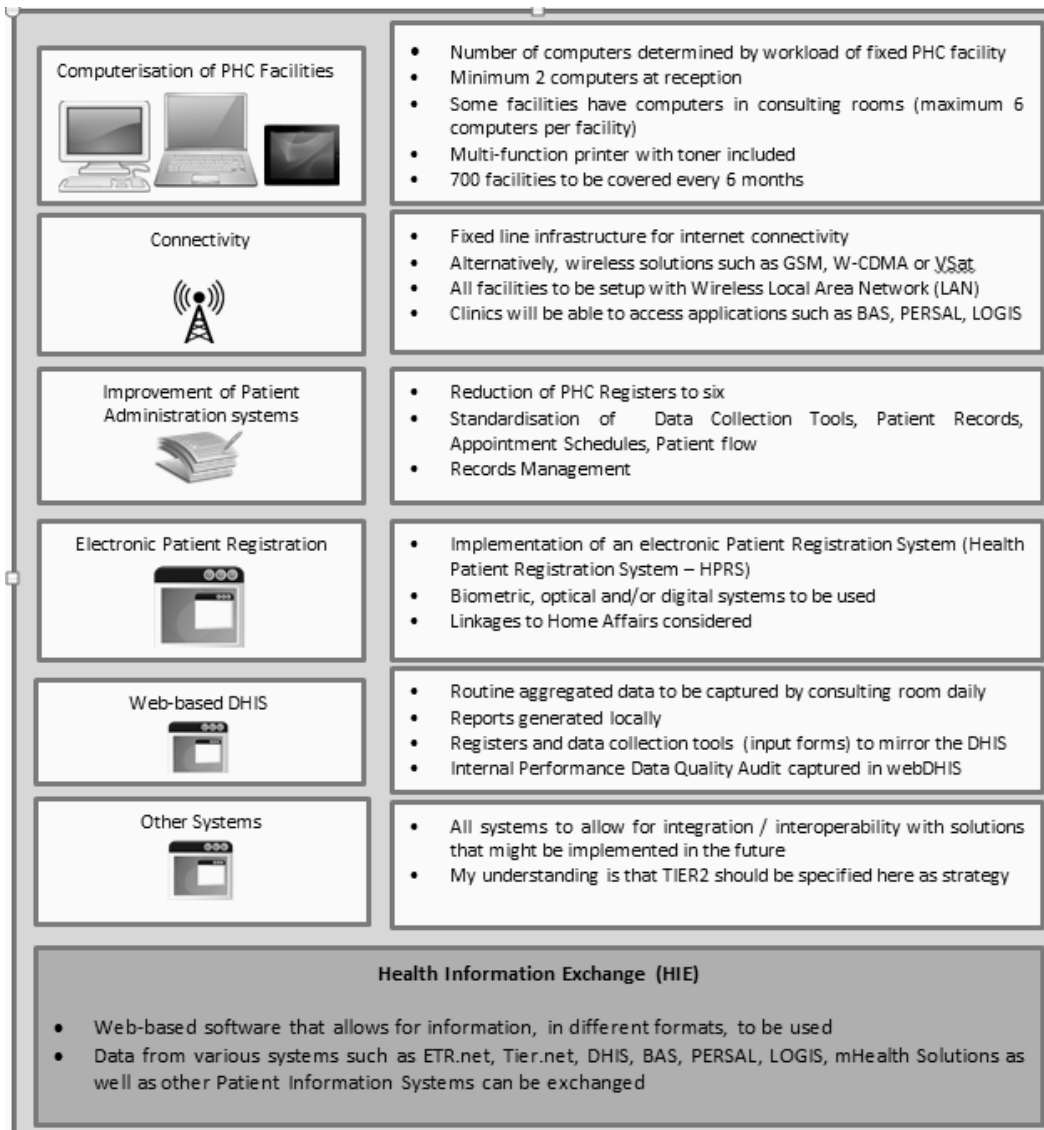 Computerisation of PHC Facilities
• Number of computers determined by workload of fixed PHC facility
• Minimum 2 computers at reception
• Some facilities have computers in consulting rooms (maximum 6
computers per facility)
• Multi-function printer with toner included
• 700 facilities to be covered every 6 months
Connectivity
• Fixed line infrastructure for internet connectivity
• Alternatively, wireless solutions such as GSM, W-CDMA or VSat
• All facilities to be setup with Wireless Local Area Network (LAN)
• Clinics will be able to access applications such as BAS, PERSAL, LOGIS
Improvement of Patient
Administration systems
• Reduction of PHC Registers to six
• Standardisation of Data Collection Tools, Patient Records,
Appointment Schedules, Patient flow
• Records Management
Electronic Patient Registration
• Implementation of an electronic Patient Registration System (Health
Patient Registration System – HPRS)
• Biometric, optical and/or digital systems to be used
• Linkages to Home Affairs considered
Web-based DHIS
• Routine aggregated data to be captured by consulting room daily
• Reports generated locally
• Registers and data collection tools (input forms) to mirror the DHIS
• Internal Performance Data Quality Audit captured in webDHIS
Other Systems
• All systems to allow for integration / interoperability with solutions
that might be implemented in the future
• My understanding is that TIER2 should be specified here as strategy
Health Information Exchange (HIE)
• Web-based software that allows for information, in different formats, to be used
• Data from various systems such as ETR.net, Tier.net, DHIS, BAS, PERSAL, LOGIS, mHealth Solutions as
well as other Patient Information Systems can be exchanged